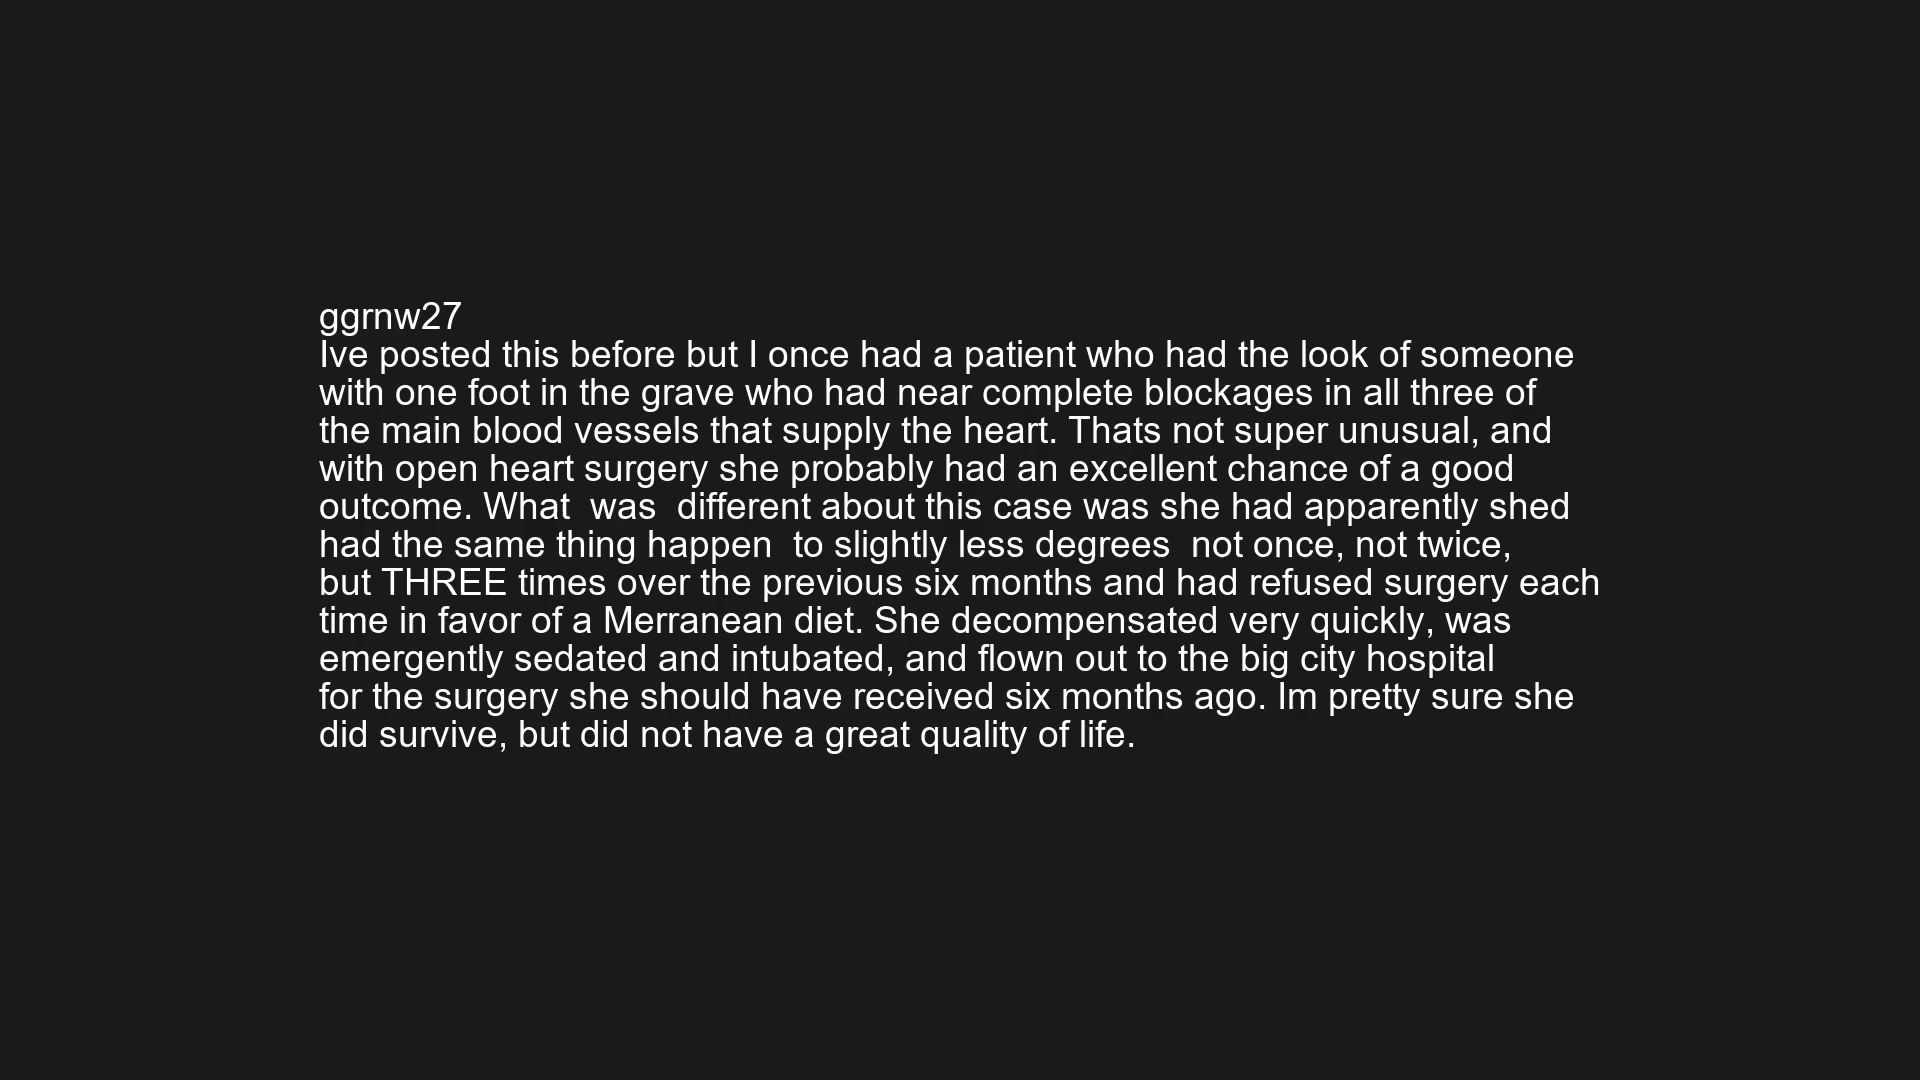 ggrnw27
Ive posted this before but I once had a patient who had the look of someone
with one foot in the grave who had near complete blockages in all three of
the main blood vessels that supply the heart. Thats not super unusual, and
with open heart surgery she probably had an excellent chance of a good
outcome. What  was  different about this case was she had apparently shed
had the same thing happen  to slightly less degrees  not once, not twice,
but THREE times over the previous six months and had refused surgery each
time in favor of a Merranean diet. She decompensated very quickly, was
emergently sedated and intubated, and flown out to the big city hospital
for the surgery she should have received six months ago. Im pretty sure she
did survive, but did not have a great quality of life.